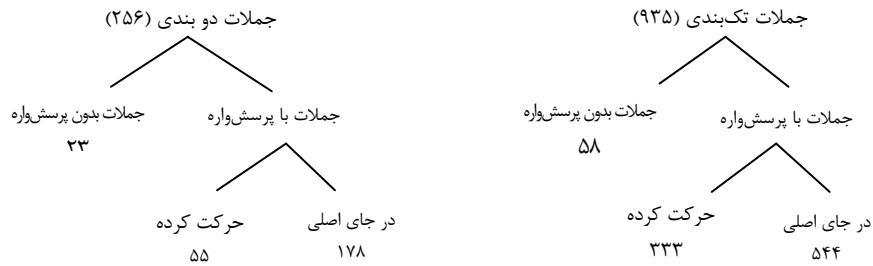 جملات تک‌بندی (۹۳۵)
جملات با پرسش‌واره
جملات بدون پرسش‌واره
۵۸
در جای اصلی
۵۴۴
حرکت کرده
۳۳۳
جملات دو بندی (۲۵۶)
جملات با پرسش‌واره
جملات بدون پرسش‌واره
۲۳
در جای اصلی
۱۷۸
حرکت کرده
۵۵